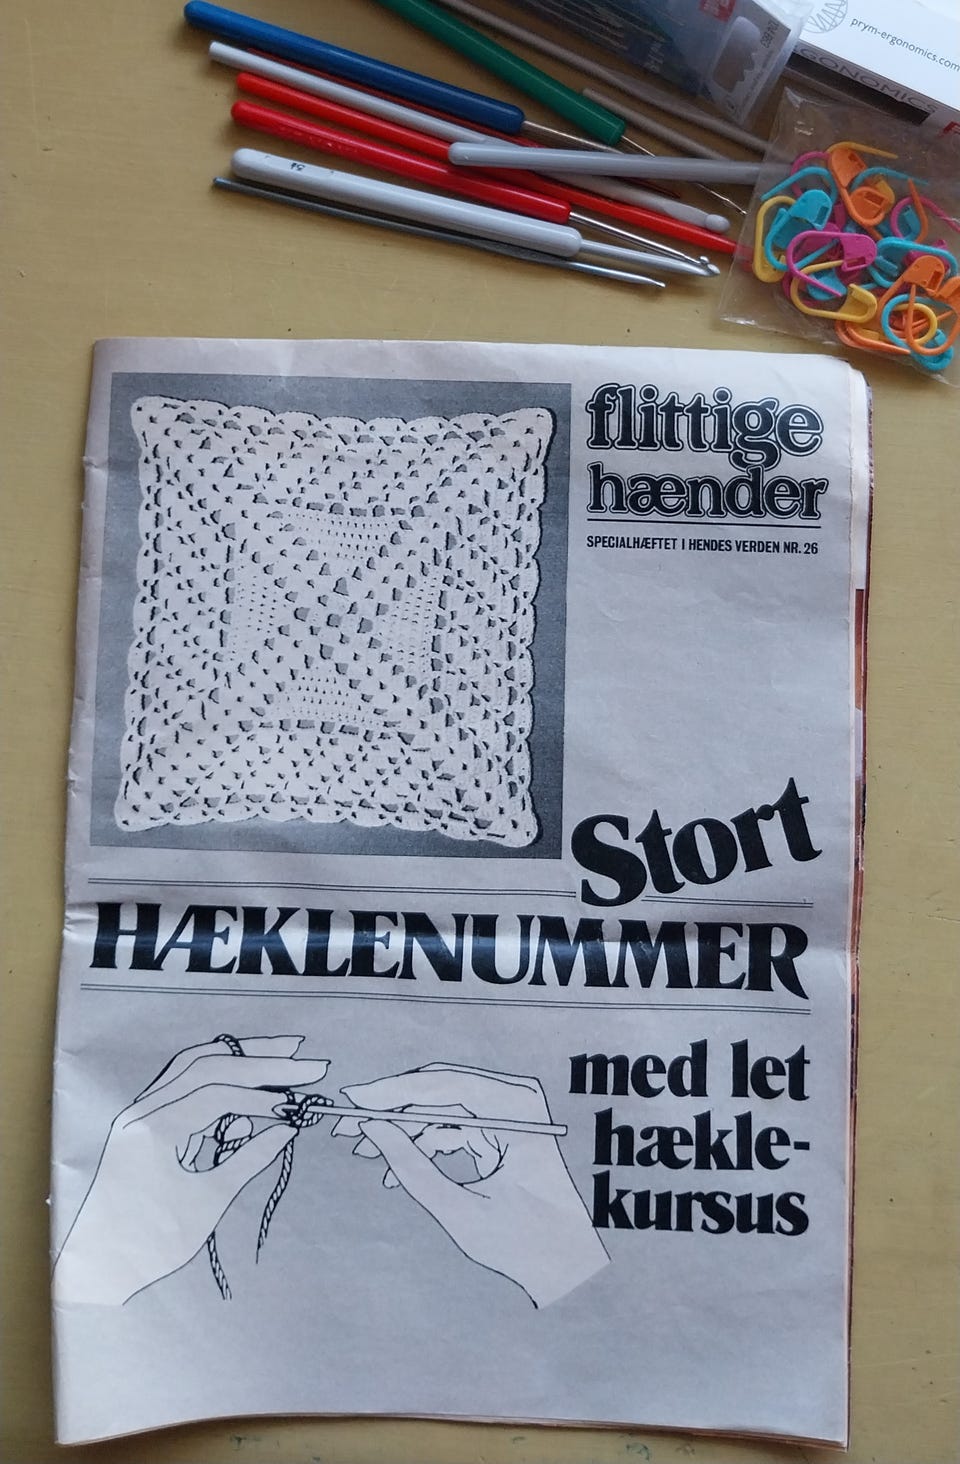 prym-ergonomics.com
flittige
hænder
SPECIALHÆFTET I HENDES VERDEN NR. 26
Stort
HÆKLENUMMER
med let
hækle-
kursus